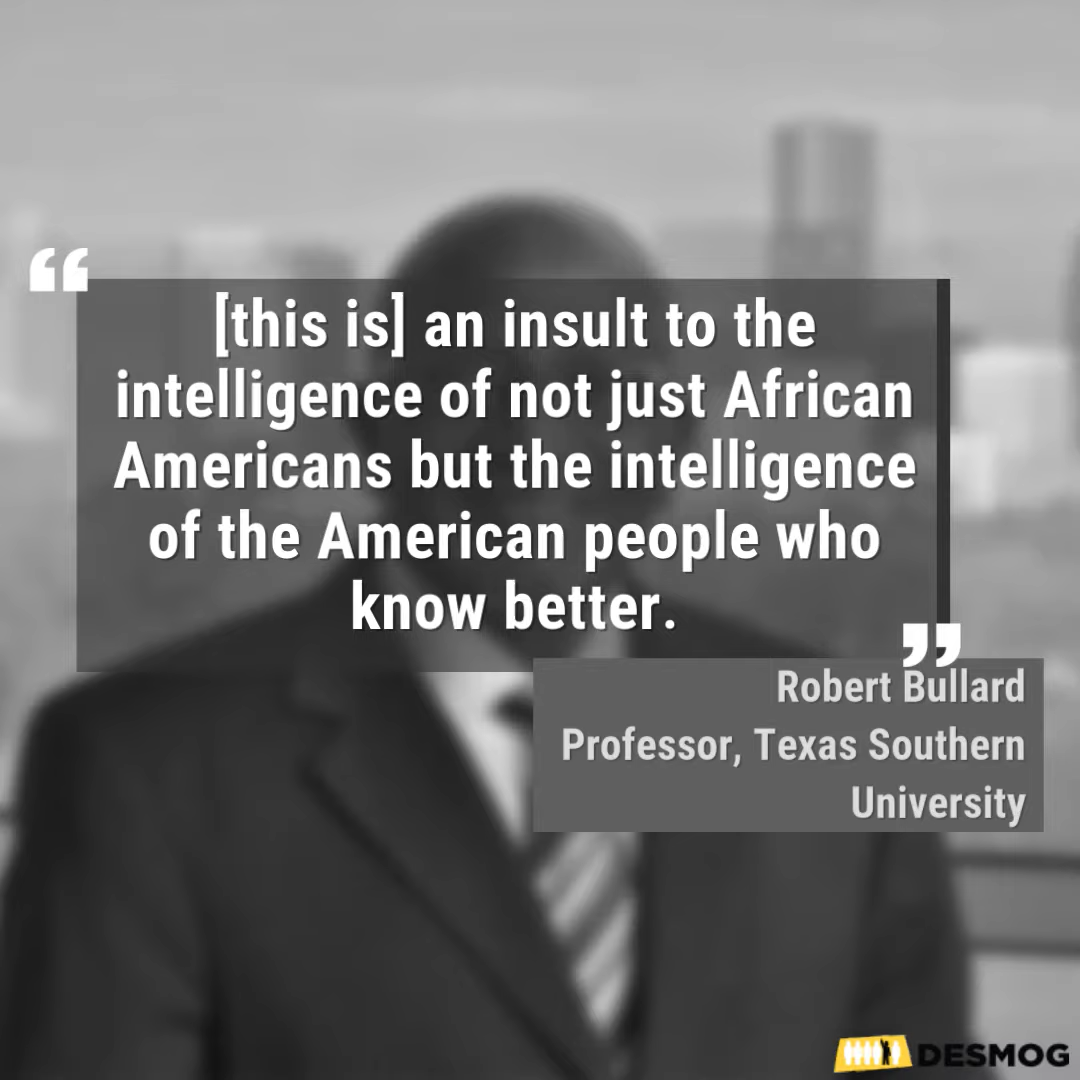 “
[this is] an insult to the
intelligence of not just African
Americans but the intelligence
of the American people who
know better.
”
Robert Bullard
Professor, Texas Southern
University
DESMOG